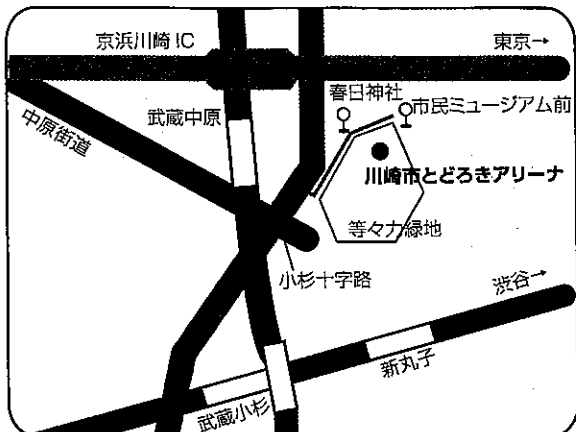 京浜川崎IC
東京→
春日神社
市民ミュージアム前
武蔵中原
中原街道
川崎市とどろきアリーナ
等々力緑地
小杉十字路
渋谷→
新丸子
武蔵小杉